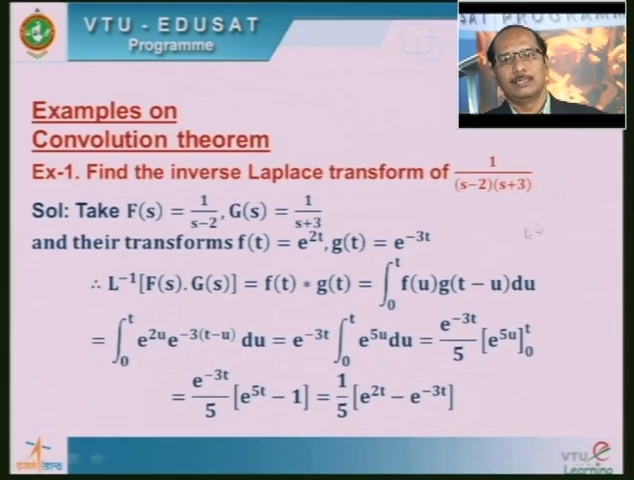 VTU - EDUSAT
Programme
Examples on
Convolution theorem
Ex-1. Find the inverse Laplace transform of 1/((s−2)(s+3))
Sol: Take F(s) = 1/(s−2), G(s) = 1/(s+3)
and their transforms f(t) = e^{2t}, g(t) = e^{−3t}
∴ L^{−1}[F(s). G(s)] = f(t) * g(t) = ∫_0^t f(u)g(t − u)du
= ∫_0^t e^{2u}e^{−3(t−u)} du = e^{−3t} ∫_0^t e^{5u}du = e^{−3t}/5 [e^{5u}]_0^t
= e^{−3t}/5 [e^{5t} − 1] = 1/5 [e^{2t} − e^{−3t}]
VTU e
Learning